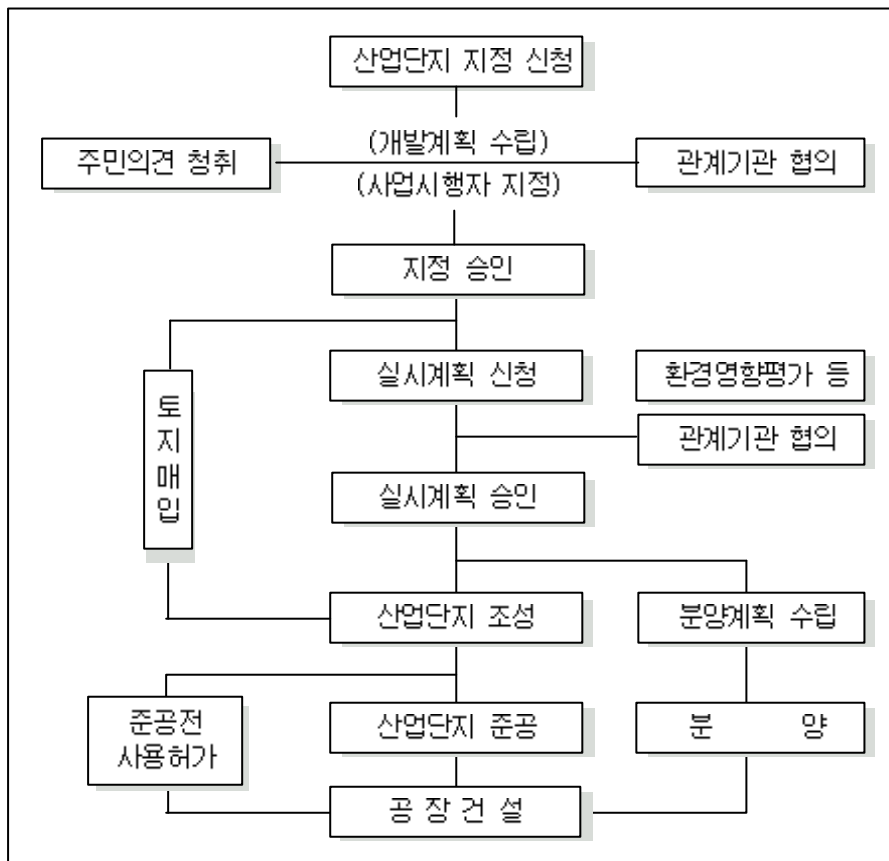 산업단지 지정 신청
(개발계획 수립)
주민의견 청취
관계기관 협의
(사업시행자 지정)
지정 승인
실시계획 신청
환경영향평가 등
토
지
매
입
관계기관 협의
실시계획 승인
산업단지 조성
분양계획 수립
준공전
사용허가
산업단지 준공
분 양
공 장 건 설